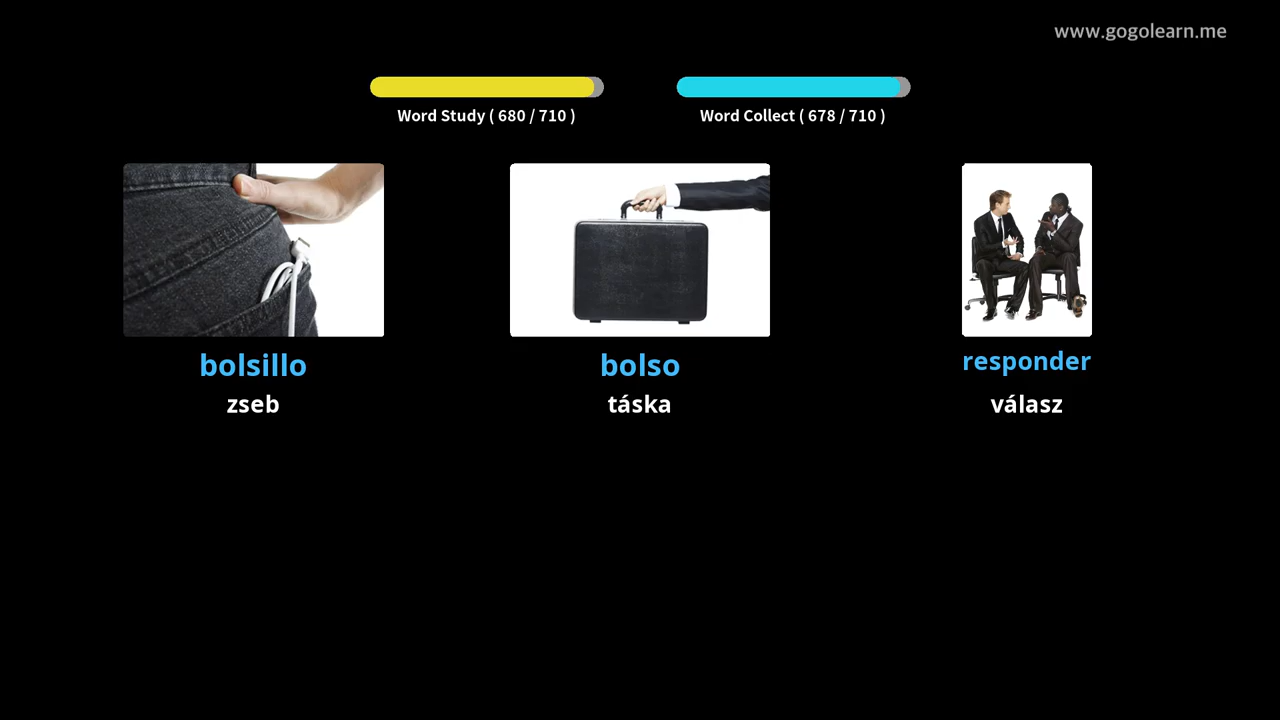 www.gogolearn.me
Word Study ( 680 / 710 )
Word Collect ( 678 / 710 )
bolsillo
bolso
responder
zseb
táska
válasz